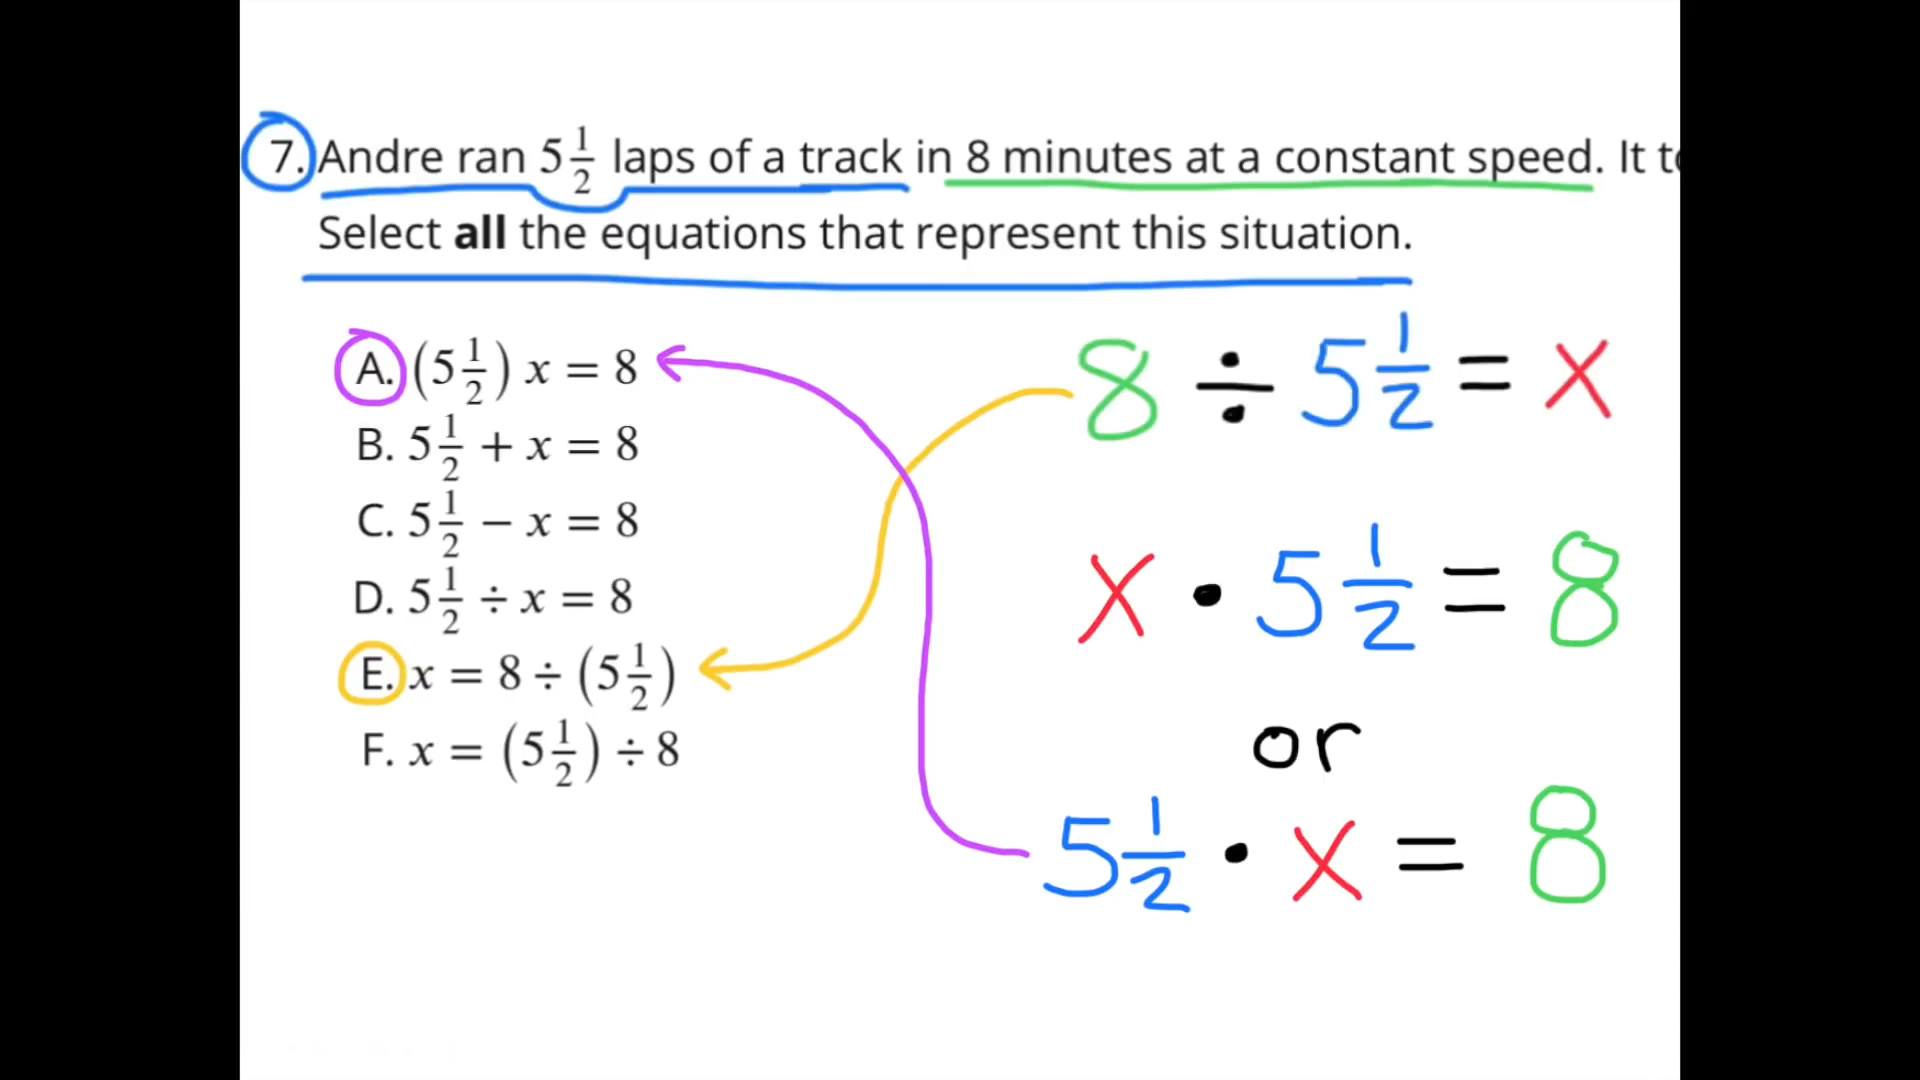 7. Andre ran 5 1/2 laps of a track in 8 minutes at a constant speed. It
Select all the equations that represent this situation.
A. (5 1/2) x = 8
B. 5 1/2 + x = 8
C. 5 1/2 − x = 8
D. 5 1/2 ÷ x = 8
E. x = 8 ÷ (5 1/2)
F. x = (5 1/2) ÷ 8
8 ÷ 5 1/2 = x
x · 5 1/2 = 8
or
5 1/2 · x = 8